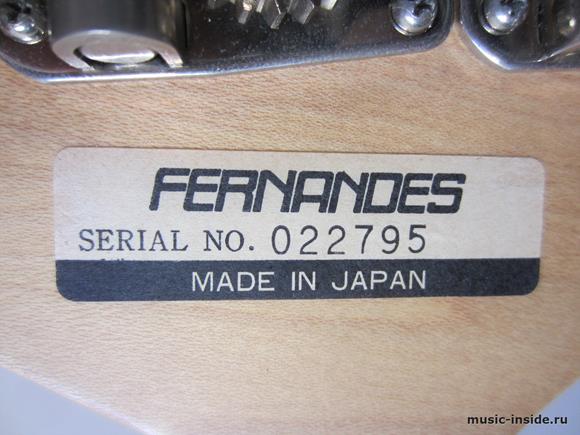 FERNANDES
SERIAL NO. 022795
MADE IN JAPAN
music-inside.ru